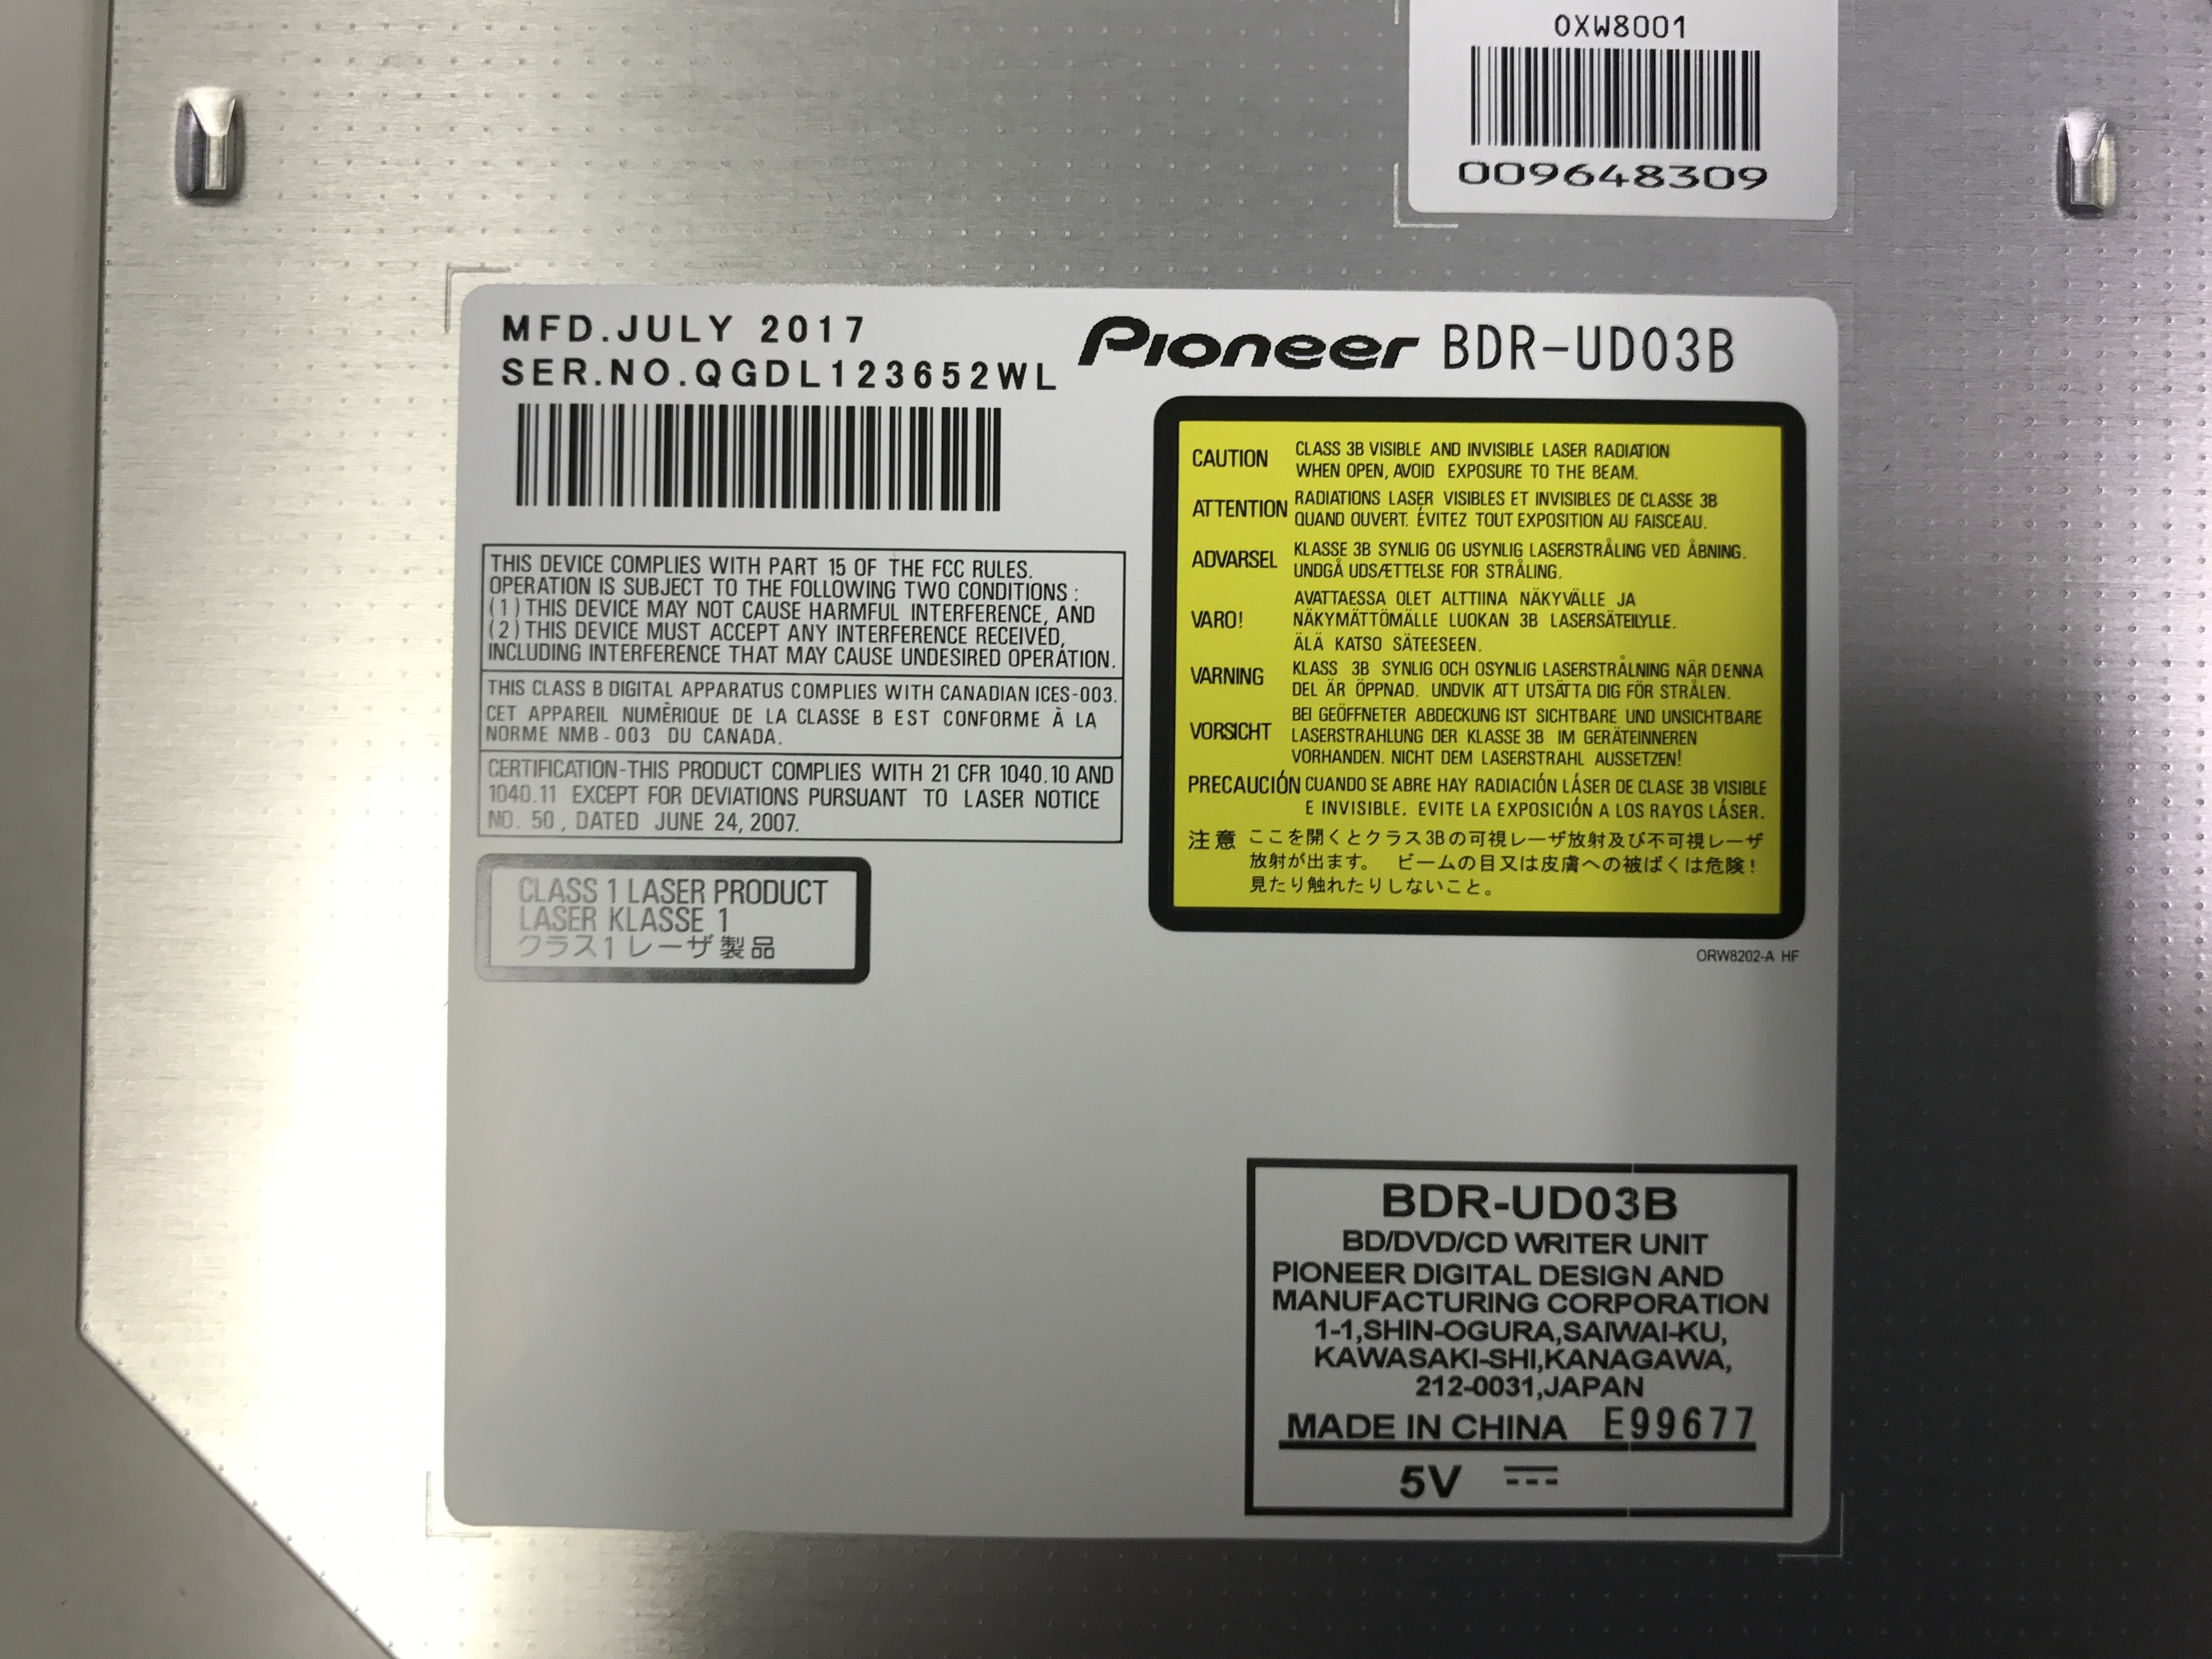 OXW8001
009648309
MFD.JULY 2017
SER.NO.QGDL123652WL
Pioneer BDR-UD03B
THIS DEVICE COMPLIES WITH PART 15 OF THE FCC RULES.
OPERATION IS SUBJECT TO THE FOLLOWING TWO CONDITIONS :
(1) THIS DEVICE MAY NOT CAUSE HARMFUL INTERFERENCE, AND
(2) THIS DEVICE MUST ACCEPT ANY INTERFERENCE RECEIVED,
INCLUDING INTERFERENCE THAT MAY CAUSE UNDESIRED OPERATION.
THIS CLASS B DIGITAL APPARATUS COMPLIES WITH CANADIAN ICES-003.
CET APPAREIL NUMÈRIQUE DE LA CLASSE B EST CONFORME À LA
NORME NMB-003 DU CANADA.
CERTIFICATION-THIS PRODUCT COMPLIES WITH 21 CFR 1040.10 AND
1040.11 EXCEPT FOR DEVIATIONS PURSUANT TO LASER NOTICE
NO. 50, DATED JUNE 24, 2007.
CLASS 1 LASER PRODUCT
LASER KLASSE 1
クラス1レーザ製品
CAUTION CLASS 3B VISIBLE AND INVISIBLE LASER RADIATION
WHEN OPEN, AVOID EXPOSURE TO THE BEAM.
ATTENTION RADIATIONS LASER VISIBLES ET INVISIBLES DE CLASSE 3B
QUAND OUVERT. ÉVITEZ TOUT EXPOSITION AU FAISCEAU.
ADVARSEL KLASSE 3B SYNLIG OG USYNLIG LASERSTRÅLING VED ÅBNING.
UNDGÅ UDSÆTTELSE FOR STRÅLING.
VARO! AVATTAESSA OLET ALTTIINA NÄKYVÄLLE JA
NÄKYMÄTTÖMÄLLE LUOKAN 3B LASERSÄTEILYLLE.
ÄLÄ KATSO SÄTEESEEN.
VARNING KLASS 3B SYNLIG OCH OSYNLIG LASERSTRÅLNING NÄR DENNA
DEL ÄR ÖPPNAD. UNDVIK ATT UTSÄTTA DIG FÖR STRÅLEN.
VORSICHT BEI GEÖFFNETER ABDECKUNG IST SICHTBARE UND UNSICHTBARE
LASERSTRAHLUNG DER KLASSE 3B IM GERÄTEINNEREN
VORHANDEN. NICHT DEM LASERSTRAHL AUSSETZEN!
PRECAUCIÓN CUANDO SE ABRE HAY RADIACIÓN LÁSER DE CLASE 3B VISIBLE
E INVISIBLE. EVITE LA EXPOSICIÓN A LOS RAYOS LÁSER.
注意 ここを開くとクラス3Bの可視レーザ放射及び不可視レーザ
放射が出ます。 ビームの目又は皮膚への被ばくは危険!
見たり触れたりしないこと。
ORW8202-A HF
BDR-UD03B
BD/DVD/CD WRITER UNIT
PIONEER DIGITAL DESIGN AND
MANUFACTURING CORPORATION
1-1,SHIN-OGURA,SAIWAI-KU,
KAWASAKI-SHI,KANAGAWA,
212-0031,JAPAN
MADE IN CHINA E99677
5V